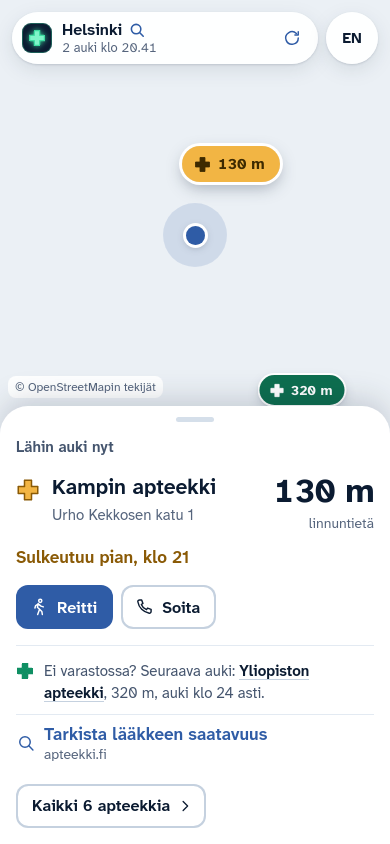 Helsinki
2 auki klo 20.41
EN
130 m
© OpenStreetMapin tekijät
320 m
Lähin auki nyt
Kampin apteekki
130 m
Urho Kekkosen katu 1
linnuntietä
Sulkeutuu pian, klo 21
Reitti
Soita
Ei varastossa? Seuraava auki: Yliopiston
apteekki, 320 m, auki klo 24 asti.
Tarkista lääkkeen saatavuus
apteekki.fi
Kaikki 6 apteekkia